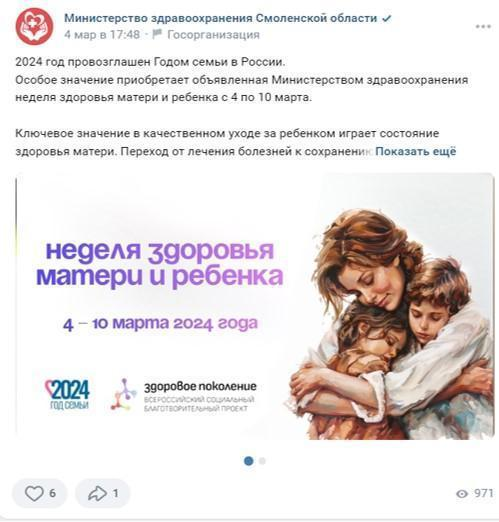 Министерство здравоохранения Смоленской области
4 мар в 17:48 · Госорганизация
2024 год провозглашен Годом семьи в России.
Особое значение приобретает объявленная Министерством здравоохранения
неделя здоровья матери и ребенка с 4 по 10 марта.
Ключевое значение в качественном уходе за ребенком играет состояние
здоровья матери. Переход от лечения болезней к сохранению Показать ещё
неделя здоровья
матери и ребенка
4 – 10 марта 2024 года
2024
ГОД СЕМЬИ
здоровое поколение
ВСЕРОССИЙСКИЙ СОЦИАЛЬНЫЙ
БЛАГОТВОРИТЕЛЬНЫЙ ПРОЕКТ
6
1
971